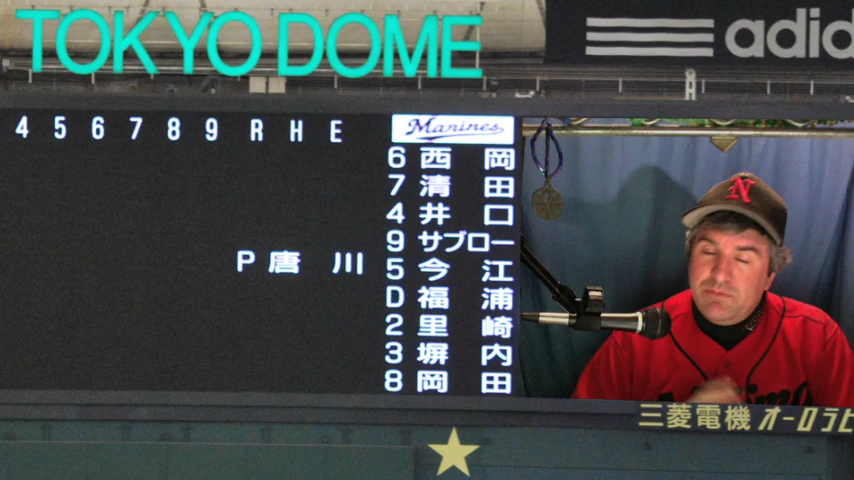 TOKYO DOME
adid
4 5 6 7 8 9 R H E
Marines
6 西 岡
7 清 田
4 井 口
9 サブロー
P 唐 川
5 今 江
D 福 浦
2 里 崎
3 塀 内
8 岡 田
N
三菱電機 オーロラビ